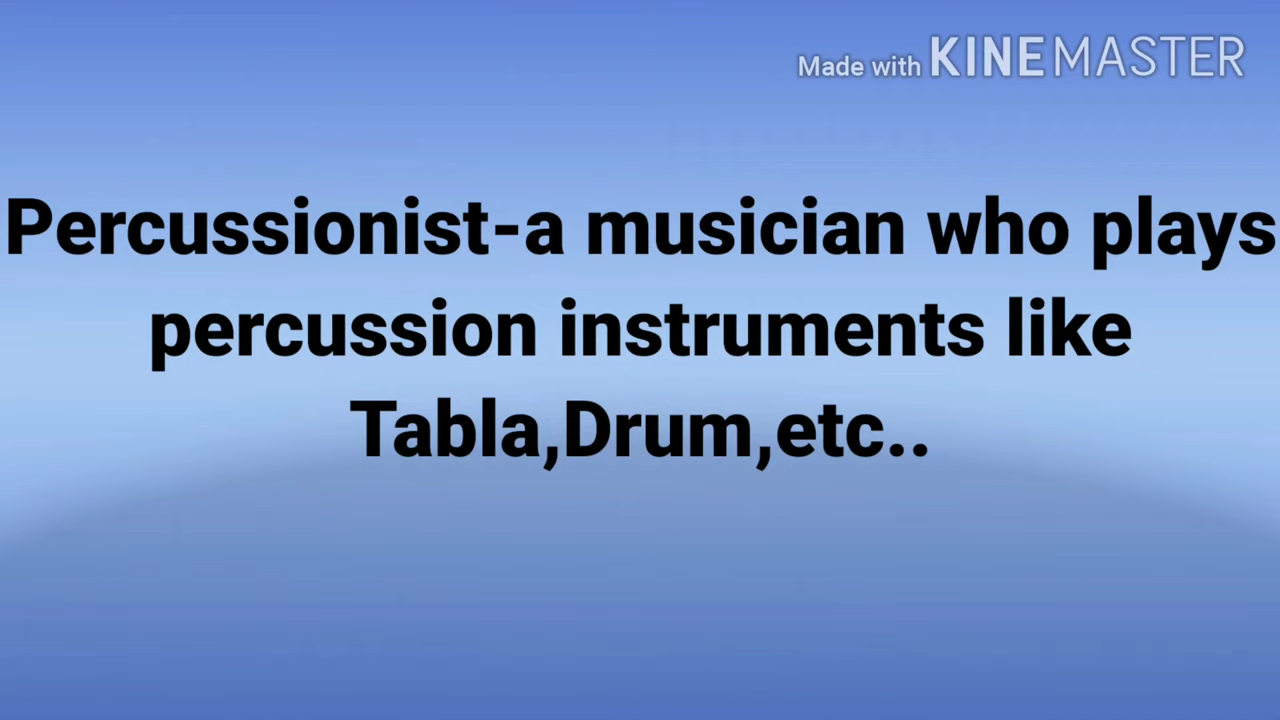 Made with KINEMASTER
Percussionist-a musician who plays
percussion instruments like
Tabla,Drum,etc..